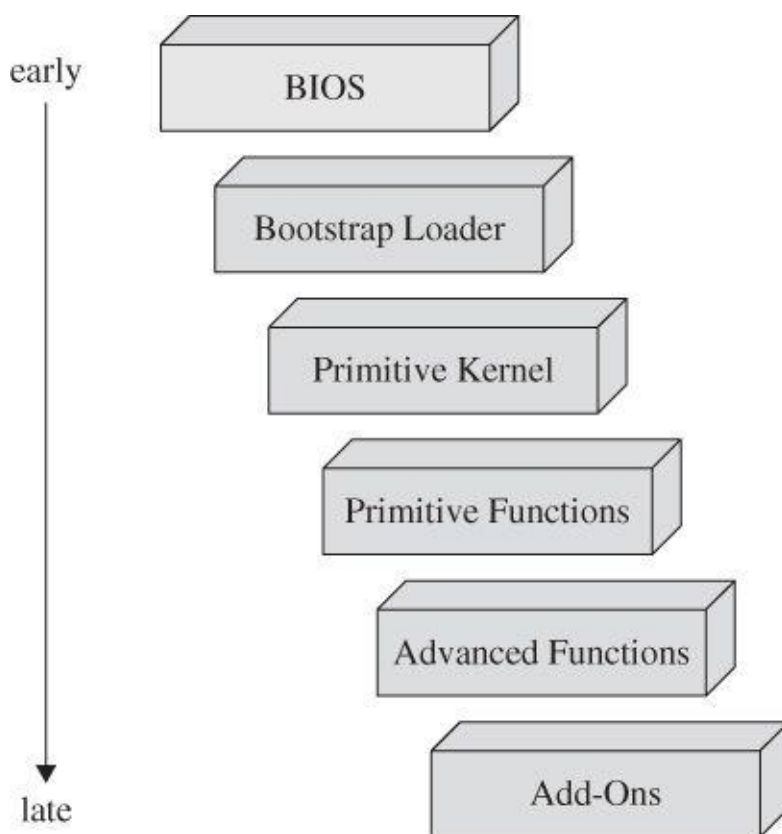 early
BIOS
Bootstrap Loader
Primitive Kernel
Primitive Functions
Advanced Functions
Add-Ons
late